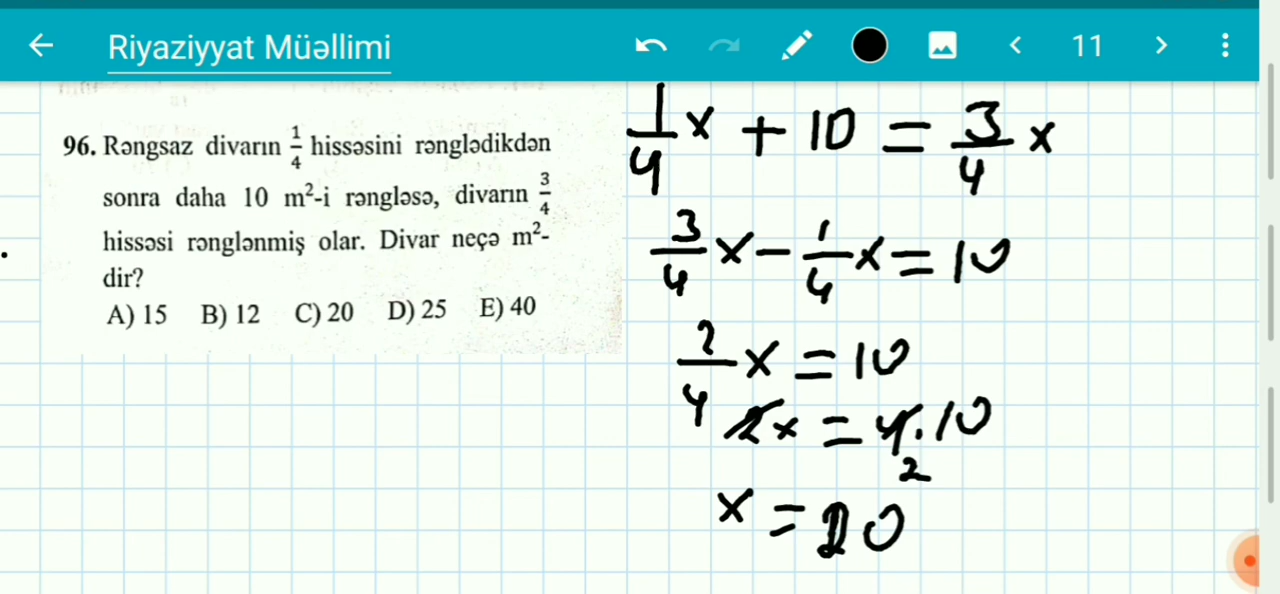 Riyaziyyat Müəllimi
11
96. Rəngsaz divarın 1/4 hissəsini rənglədikdən
sonra daha 10 m²-i rəngləsə, divarın 3/4
hissəsi rənglənmiş olar. Divar neçə m²-
dir?
A) 15 B) 12 C) 20 D) 25 E) 40
1/4 x + 10 = 3/4 x
3/4 x - 1/4 x = 10
2/4 x = 10
2x = 4.10
2
x = 20